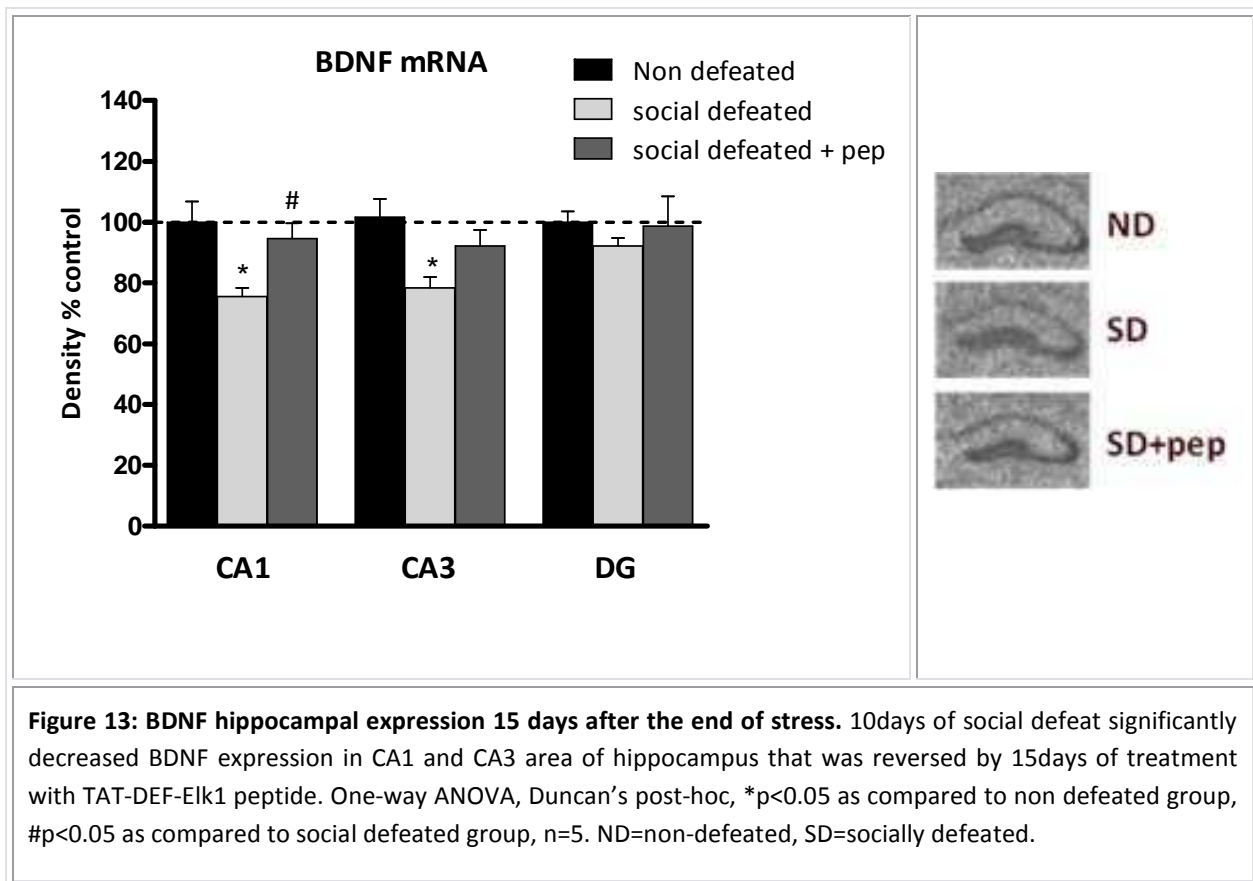 BDNF mRNA
Non defeated
social defeated
social defeated + pep
Density % control
140
120
100
80
60
40
20
0
#
*
*
CA1 CA3 DG
ND
SD
SD+pep
Figure 13: BDNF hippocampal expression 15 days after the end of stress. 10days of social defeat significantly
decreased BDNF expression in CA1 and CA3 area of hippocampus that was reversed by 15days of treatment
with TAT-DEF-Elk1 peptide. One-way ANOVA, Duncan’s post-hoc, *p<0.05 as compared to non defeated group,
#p<0.05 as compared to social defeated group, n=5. ND=non-defeated, SD=socially defeated.